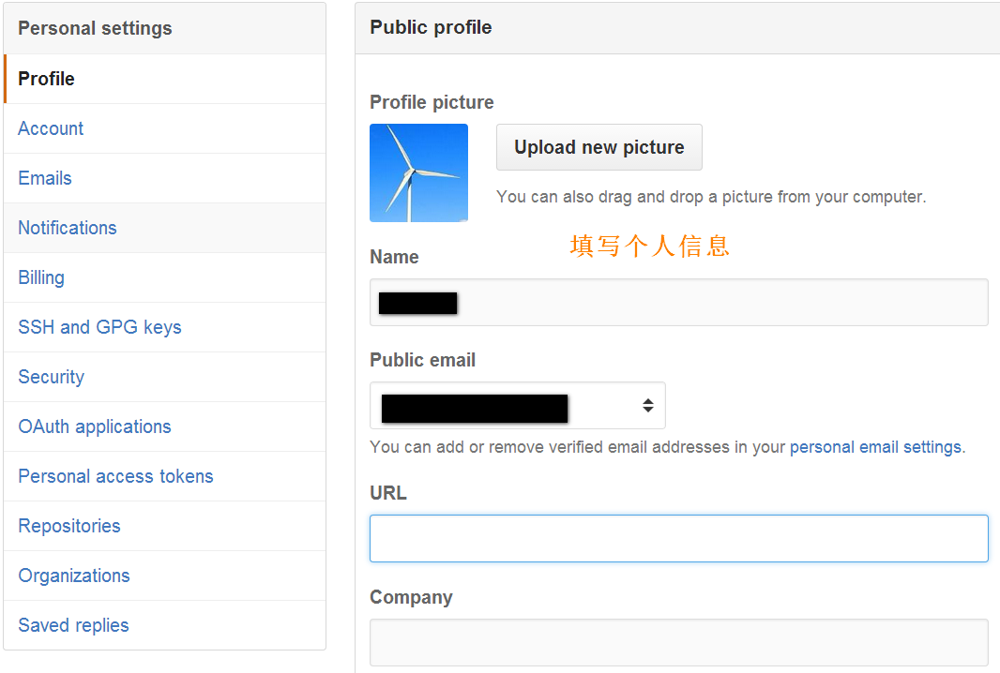 Personal settings
Profile
Account
Emails
Notifications
Billing
SSH and GPG keys
Security
OAuth applications
Personal access tokens
Repositories
Organizations
Saved replies
Public profile
Profile picture
Upload new picture
You can also drag and drop a picture from your computer.
填写个人信息
Name
Public email
You can add or remove verified email addresses in your personal email settings.
URL
Company